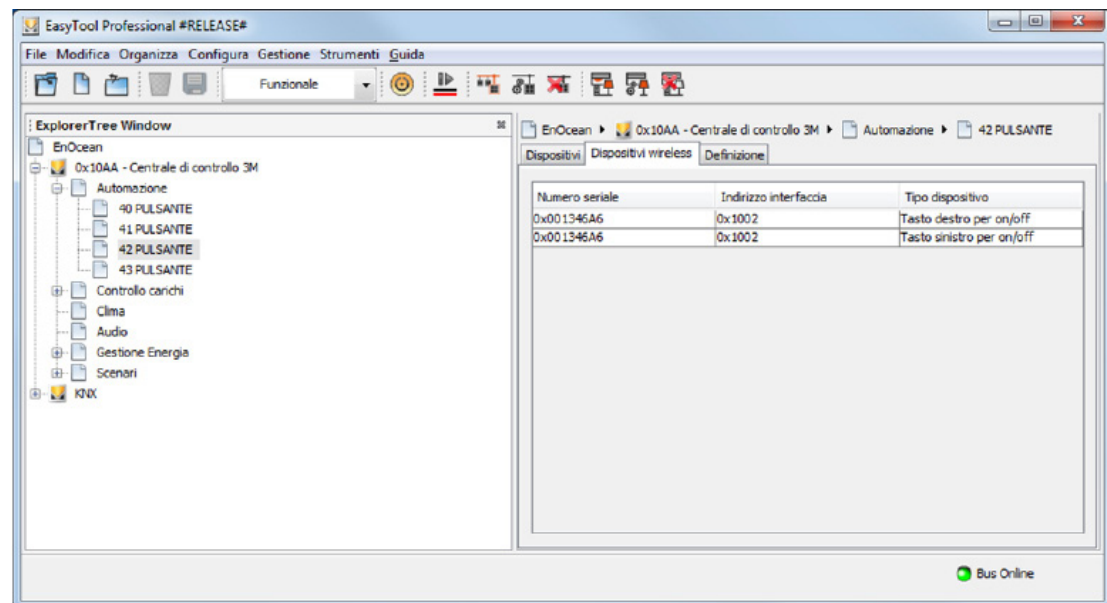 EasyTool Professional #RELEASE#
File Modifica Organizza Configura Gestione Strumenti Guida
Funzionale
ExplorerTree Window
EnOcean
0x10AA - Centrale di controllo 3M
Automazione
40 PULSANTE
41 PULSANTE
42 PULSANTE
43 PULSANTE
Controllo carichi
Clima
Audio
Gestione Energia
Scenari
KNX
EnOcean 0x10AA - Centrale di controllo 3M Automazione 42 PULSANTE
Dispositivi Dispositivi wireless Definizione
Numero seriale Indirizzo interfaccia Tipo dispositivo
0x001346A6 0x1002 Tasto destro per on/off
0x001346A6 0x1002 Tasto sinistro per on/off
Bus Online